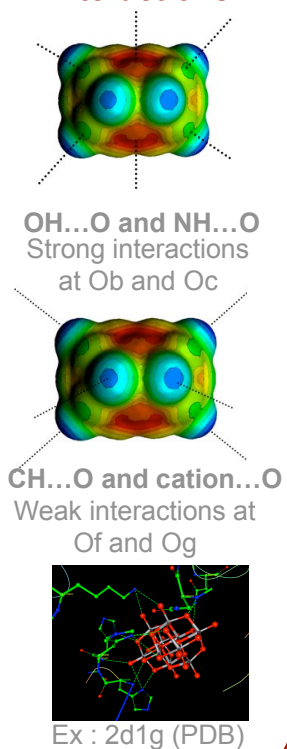 OH...O and NH...O
Strong interactions
at Ob and Oc
CH...O and cation...O
Weak interactions at
Of and Og
Ex : 2d1g (PDB)